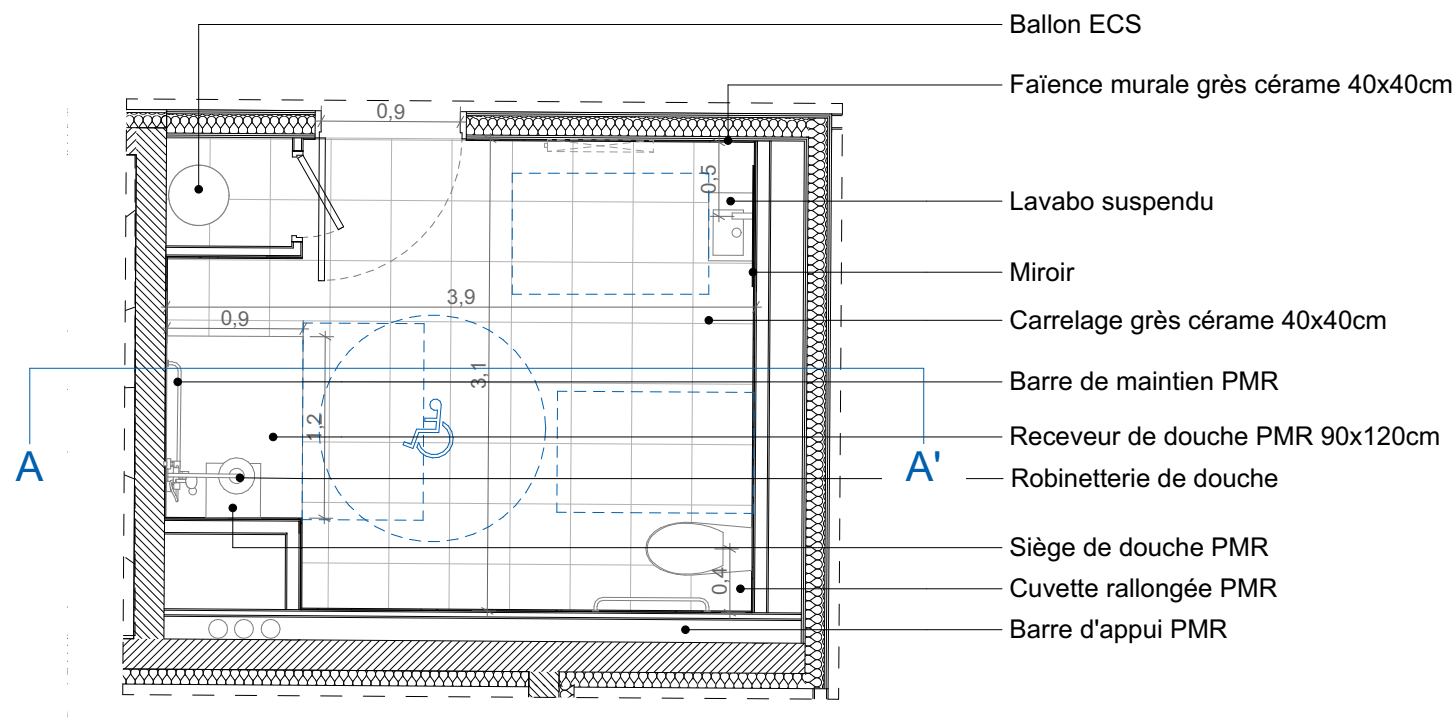 Ballon ECS
Faïence murale grès cérame 40x40cm
0,9
0,5
Lavabo suspendu
Miroir
3,9
0,9
Carrelage grès cérame 40x40cm
3,1
Barre de maintien PMR
1,2
Receveur de douche PMR 90x120cm
A
A'
Robinetterie de douche
Siège de douche PMR
0,4
Cuvette rallongée PMR
Barre d'appui PMR